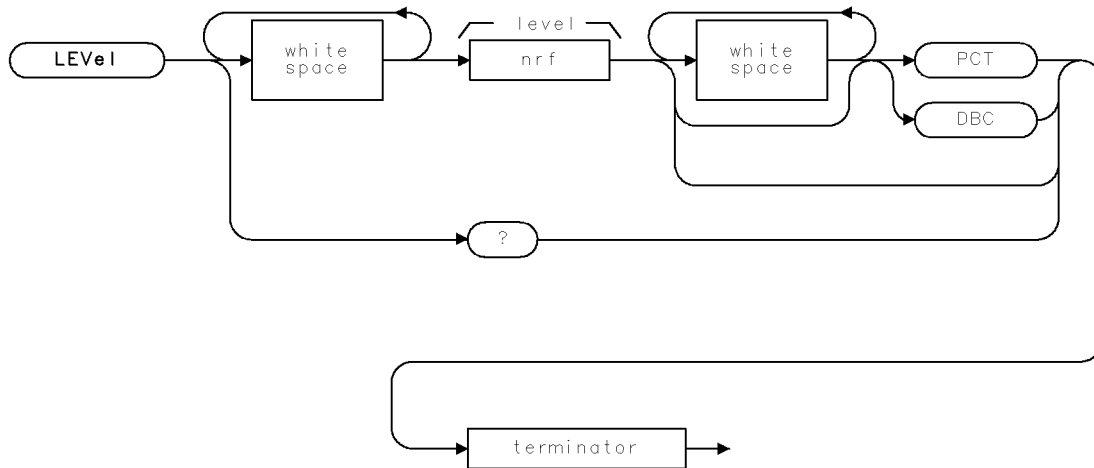 level
LEVel
white
space
nrf
white
space
PCT
DBC
?
terminator